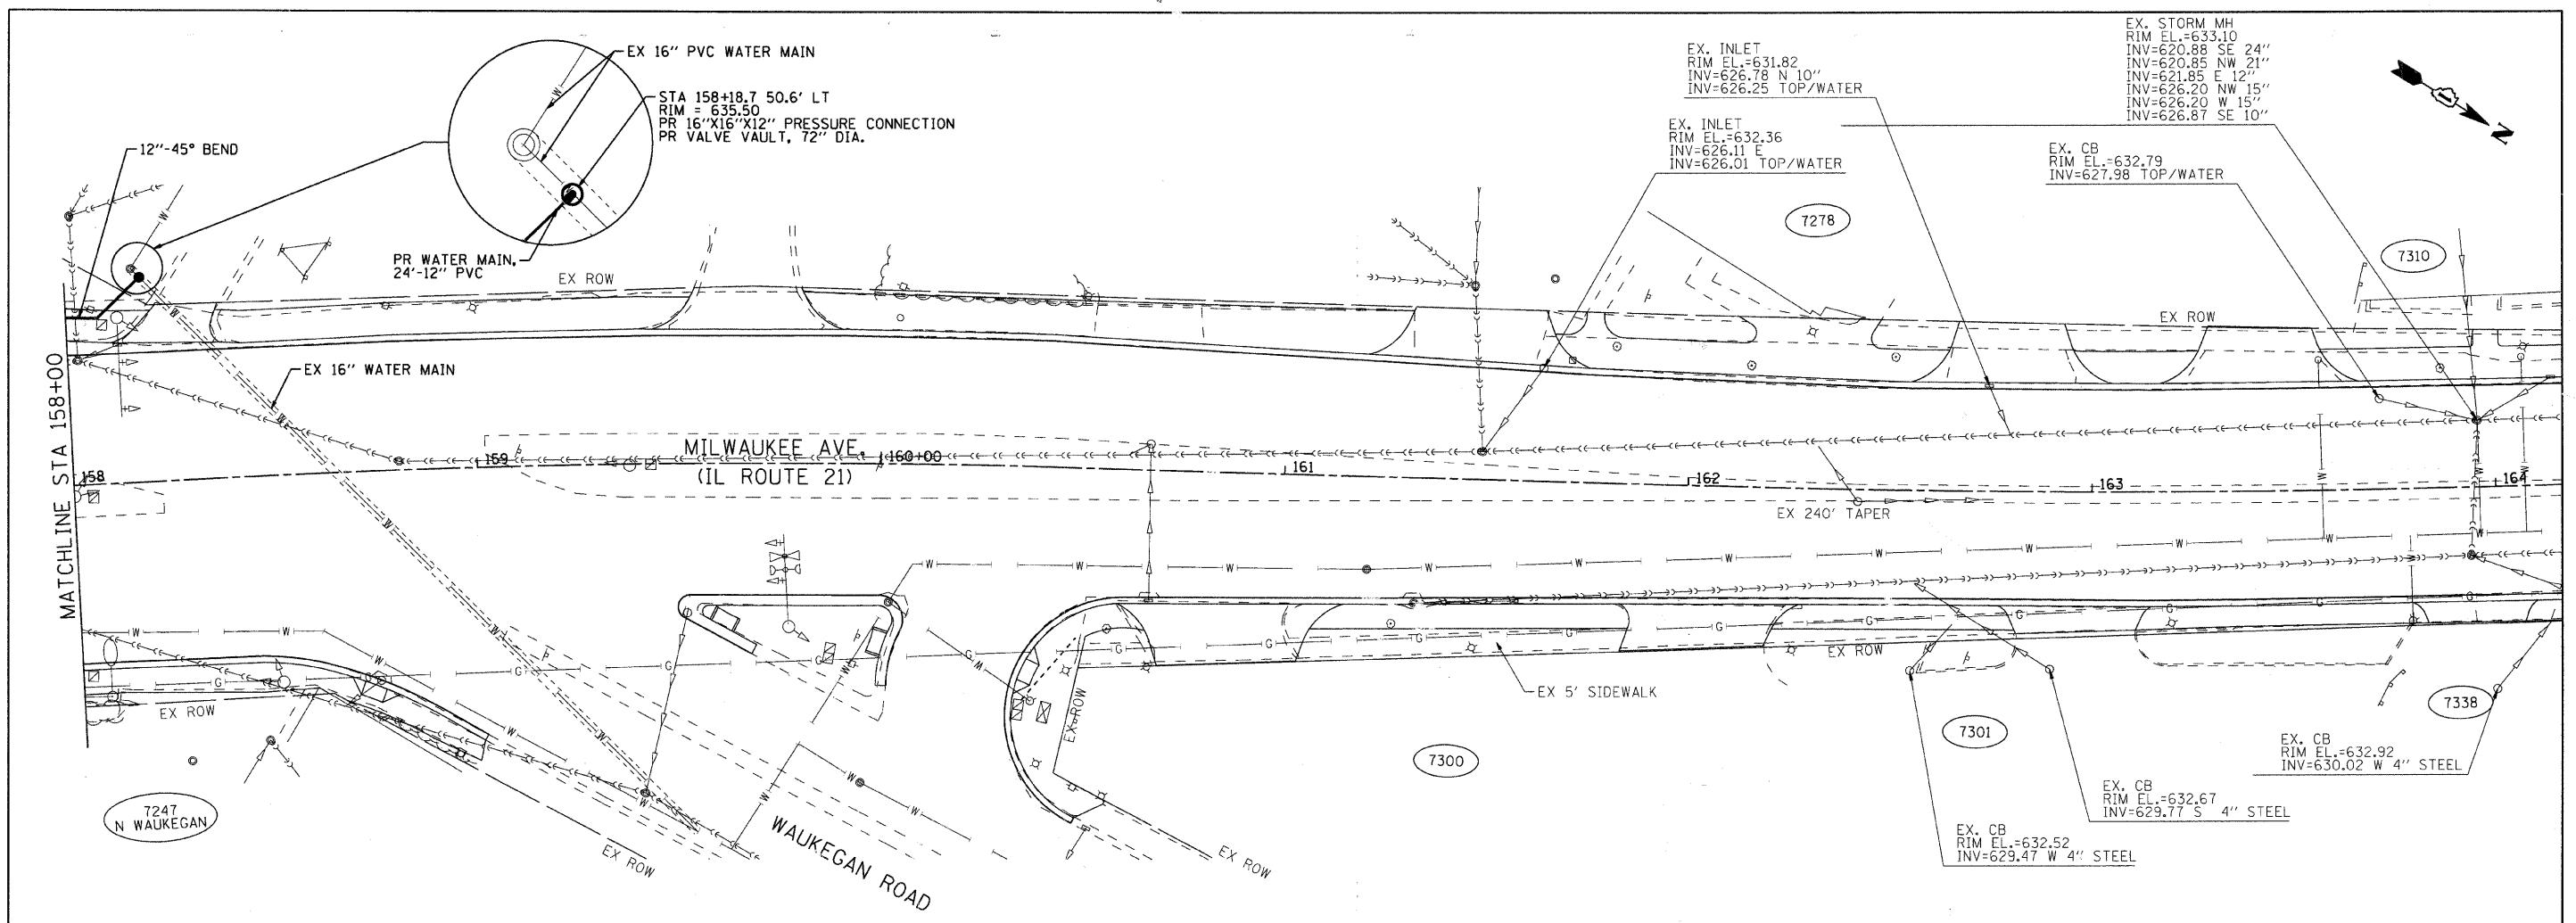 EX 16" PVC WATER MAIN
STA 158+18.7 50.6' LT
RIM = 635.50
PR 16"X16"X12" PRESSURE CONNECTION
PR VALVE VAULT, 72" DIA.
12"-45° BEND
PR WATER MAIN,
24'-12" PVC
EX ROW
EX. INLET
RIM EL.=631.82
INV=626.78 N 10"
INV=626.25 TOP/WATER
EX. INLET
RIM EL.=632.36
INV=626.11 E
INV=626.01 TOP/WATER
EX. STORM MH
RIM EL.=633.10
INV=620.88 SE 24"
INV=620.85 NW 21"
INV=621.85 E 12"
INV=626.20 NW 15"
INV=626.20 W 15"
INV=626.87 SE 10"
EX. CB
RIM EL.=632.79
INV=627.98 TOP/WATER
N
7278
7310
EX ROW
EX 16" WATER MAIN
MATCHLINE STA 158+00
MILWAUKEE AVE.
(IL ROUTE 21)
158
159
160+00
161
162
163
164
EX 240' TAPER
EX ROW
EX ROW
EX ROW
EX 5' SIDEWALK
7247
N WAUKEGAN
EX ROW
WAUKEGAN ROAD
EX ROW
7300
7301
7338
EX. CB
RIM EL.=632.92
INV=630.02 W 4" STEEL
EX. CB
RIM EL.=632.67
INV=629.77 S 4" STEEL
EX. CB
RIM EL.=632.52
INV=629.47 W 4" STEEL